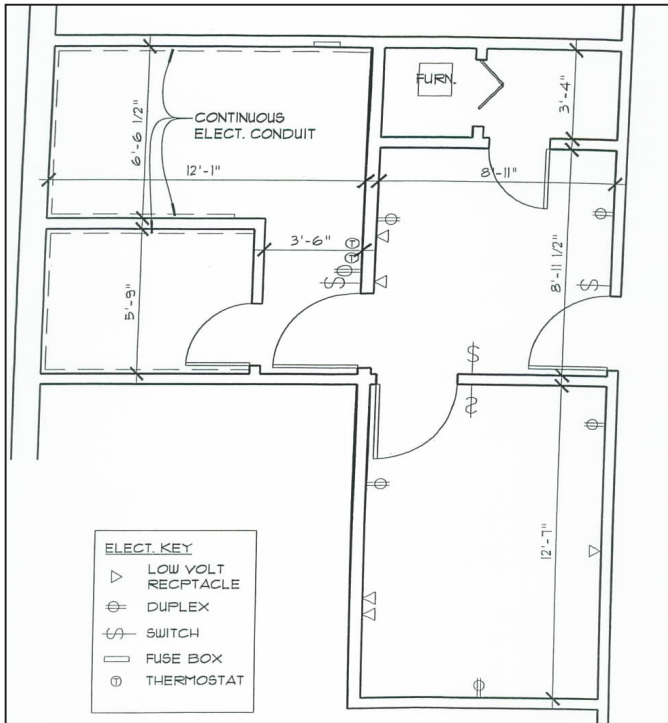 FURN.
3'-4"
CONTINUOUS
ELECT. CONDUIT
6'-6 1/2"
12'-1"
8'-11"
3'-6"
8'-11 1/2"
5'-9"
T
T
S
S
S
S
12'-7"
ELECT. KEY
LOW VOLT
RECPTACLE
DUPLEX
S SWITCH
FUSE BOX
T THERMOSTAT